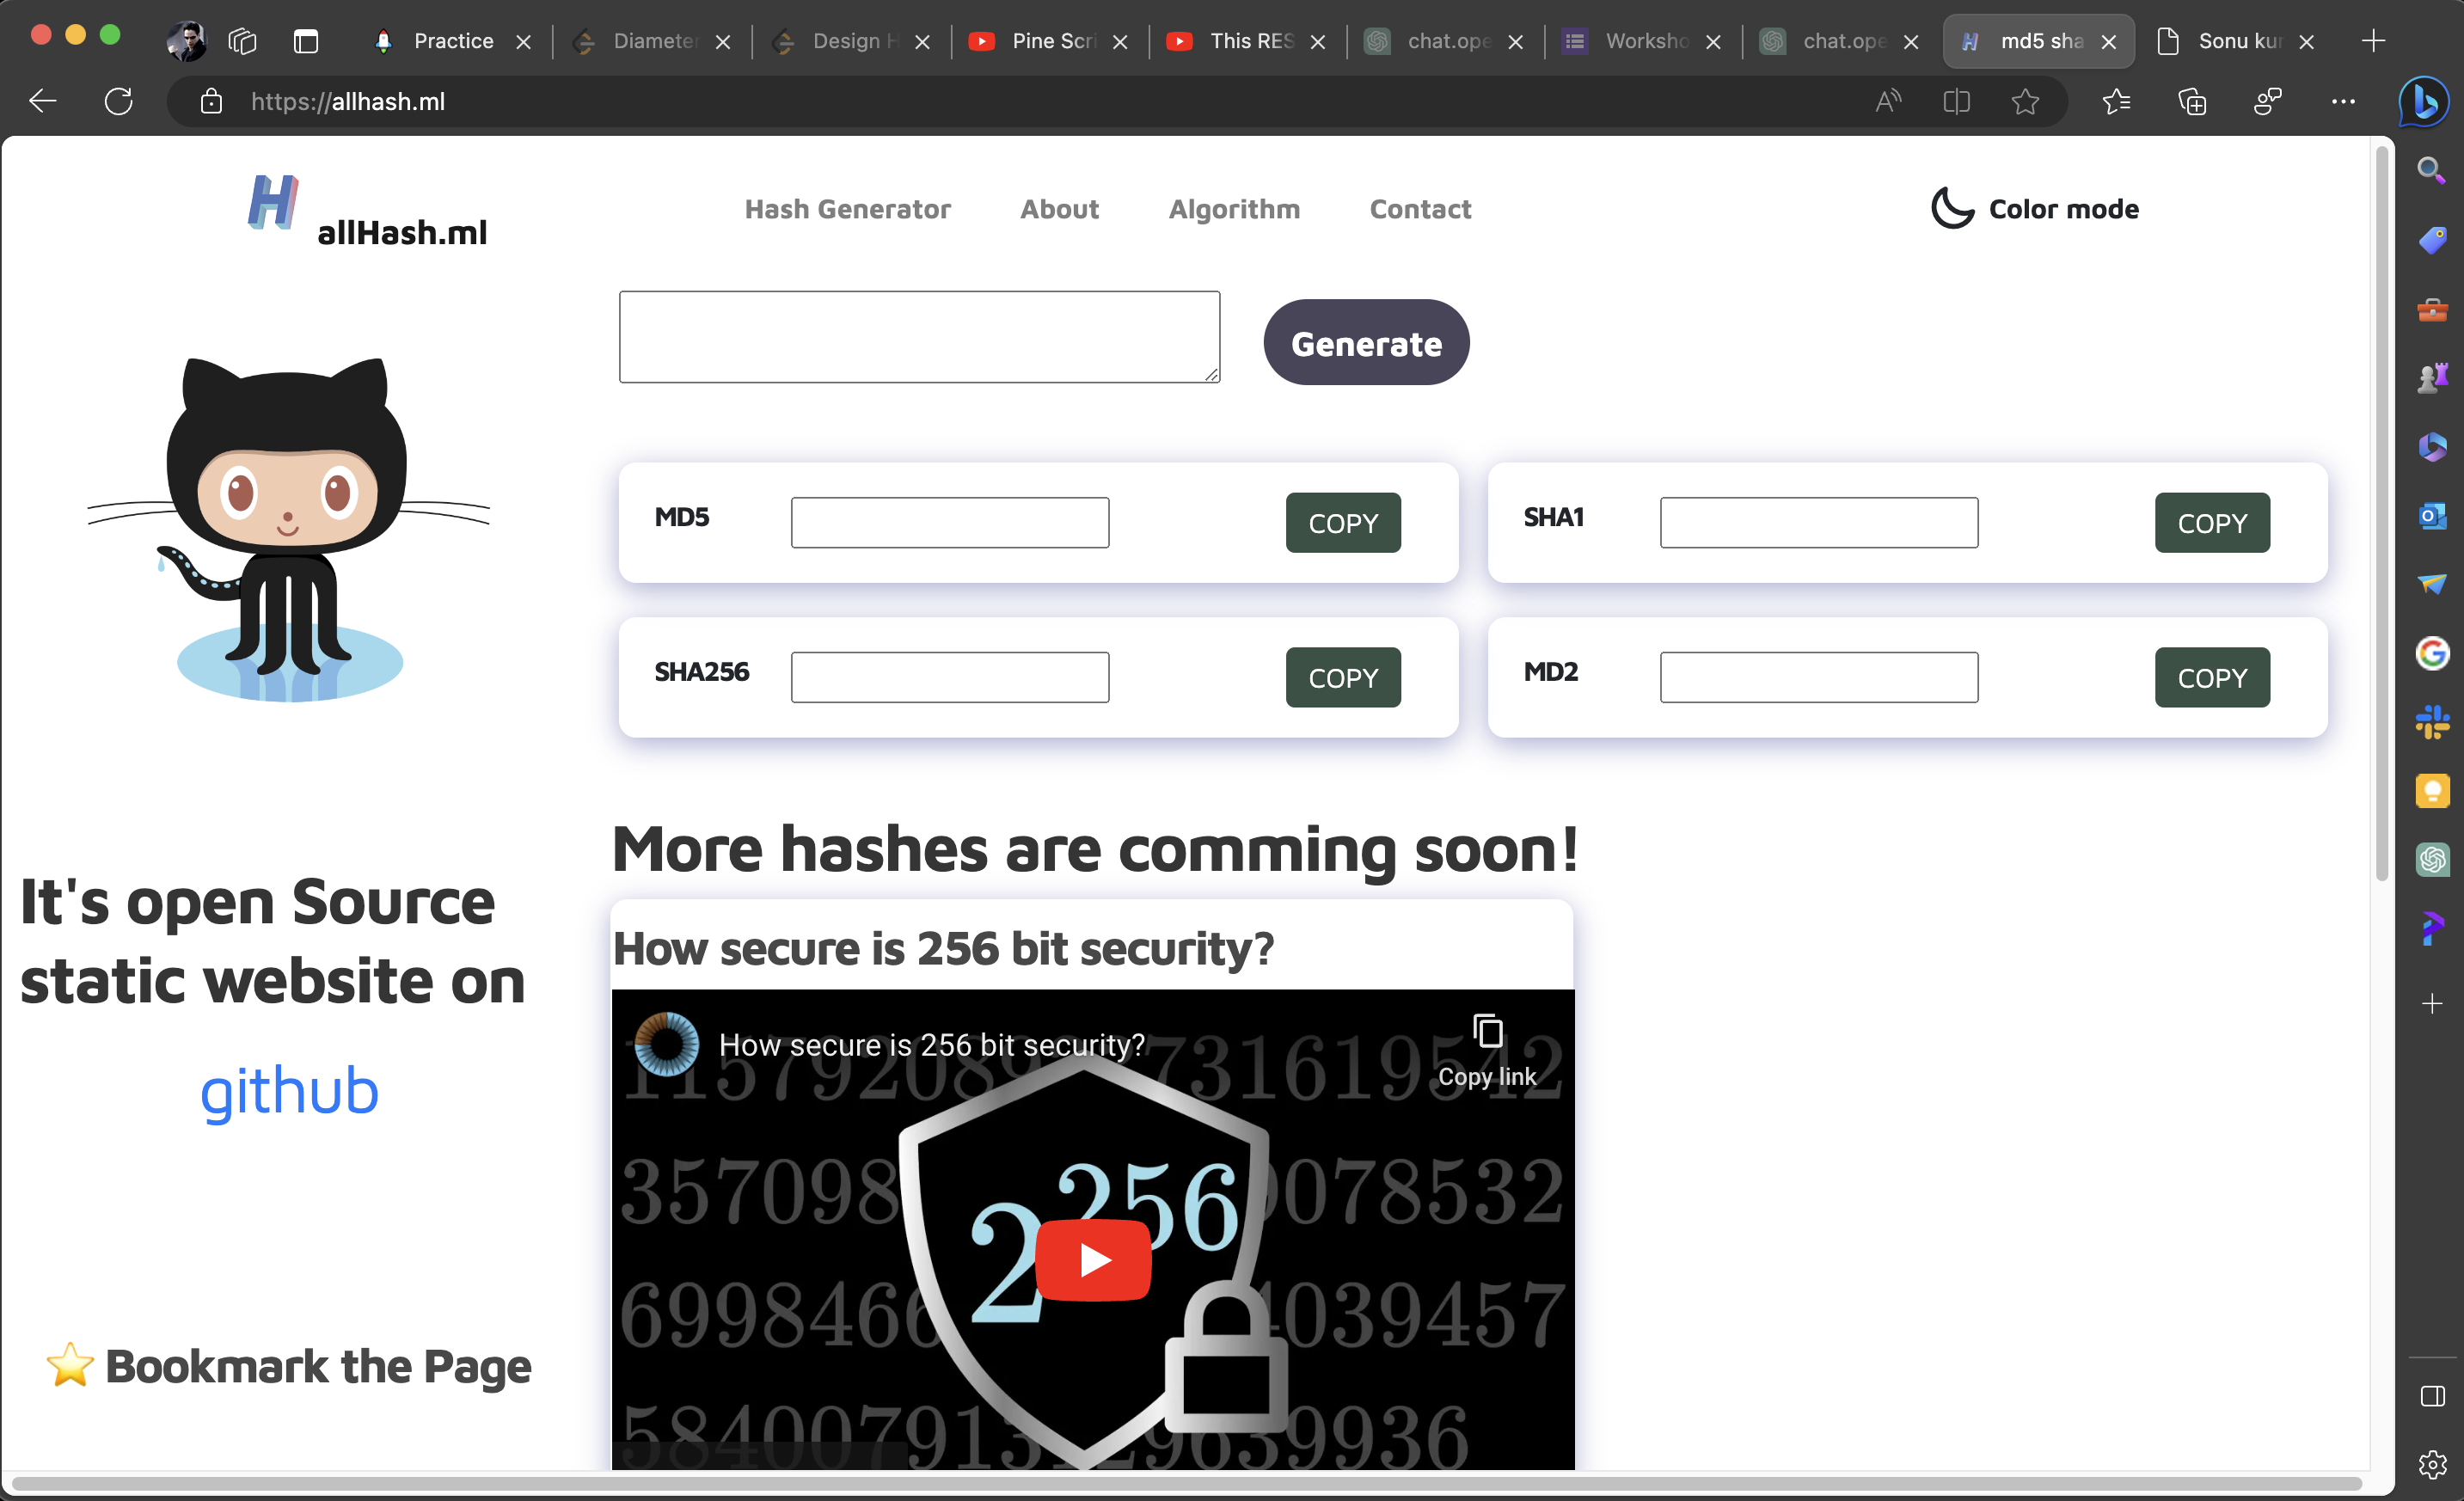 Practice
Diameter
Design H
Pine Scri
This RES
chat.ope
Worksho
chat.ope
md5 sha
Sonu kur
https://allhash.ml
allHash.ml
Hash Generator
About
Algorithm
Contact
Color mode
Generate
MD5
COPY
SHA1
COPY
SHA256
COPY
MD2
COPY
More hashes are comming soon!
It's open Source
static website on
github
⭐ Bookmark the Page
How secure is 256 bit security?
How secure is 256 bit security?
Copy link
2^256